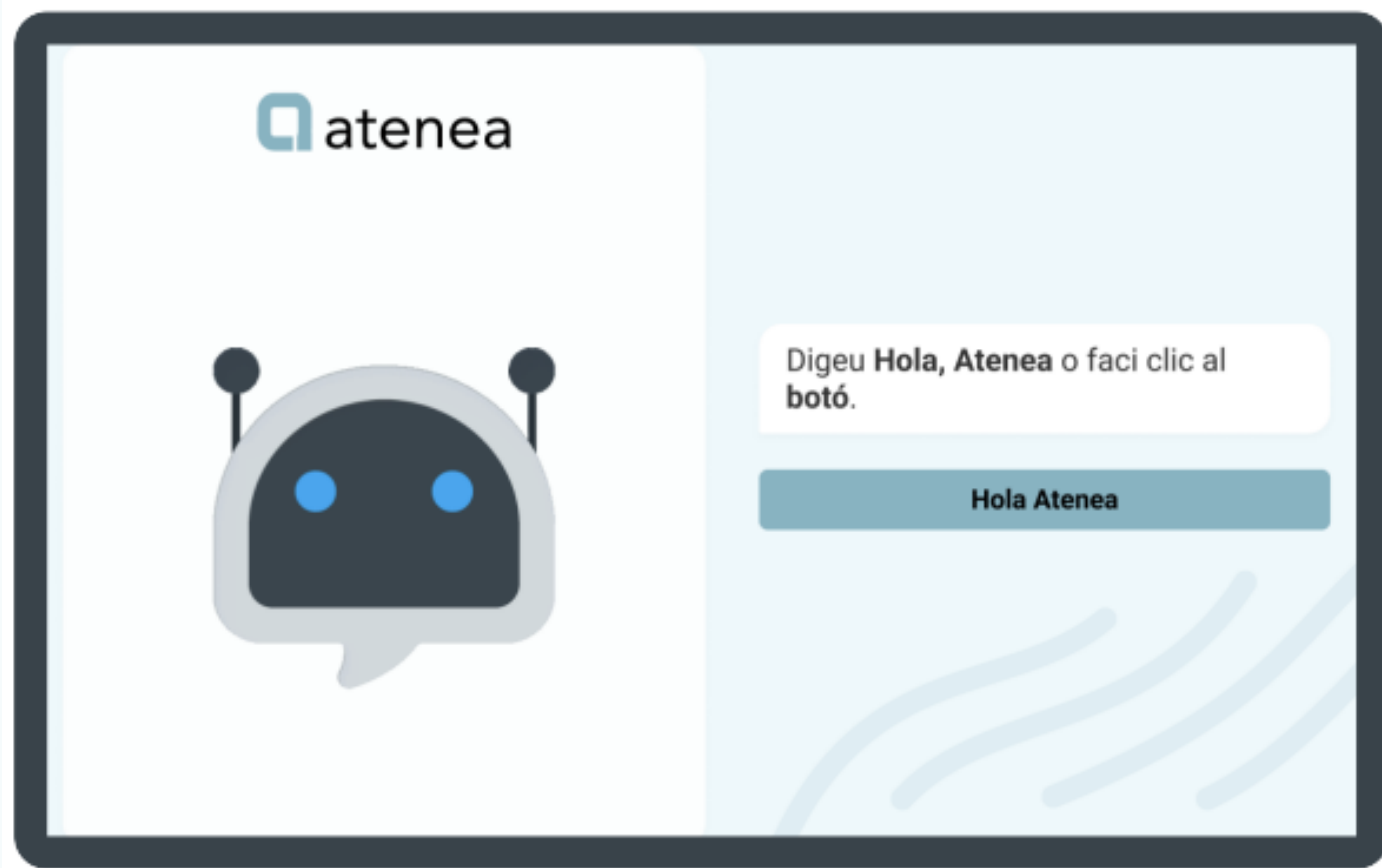 atenea
Digeu Hola, Atenea o faci clic al
botó.
Hola Atenea